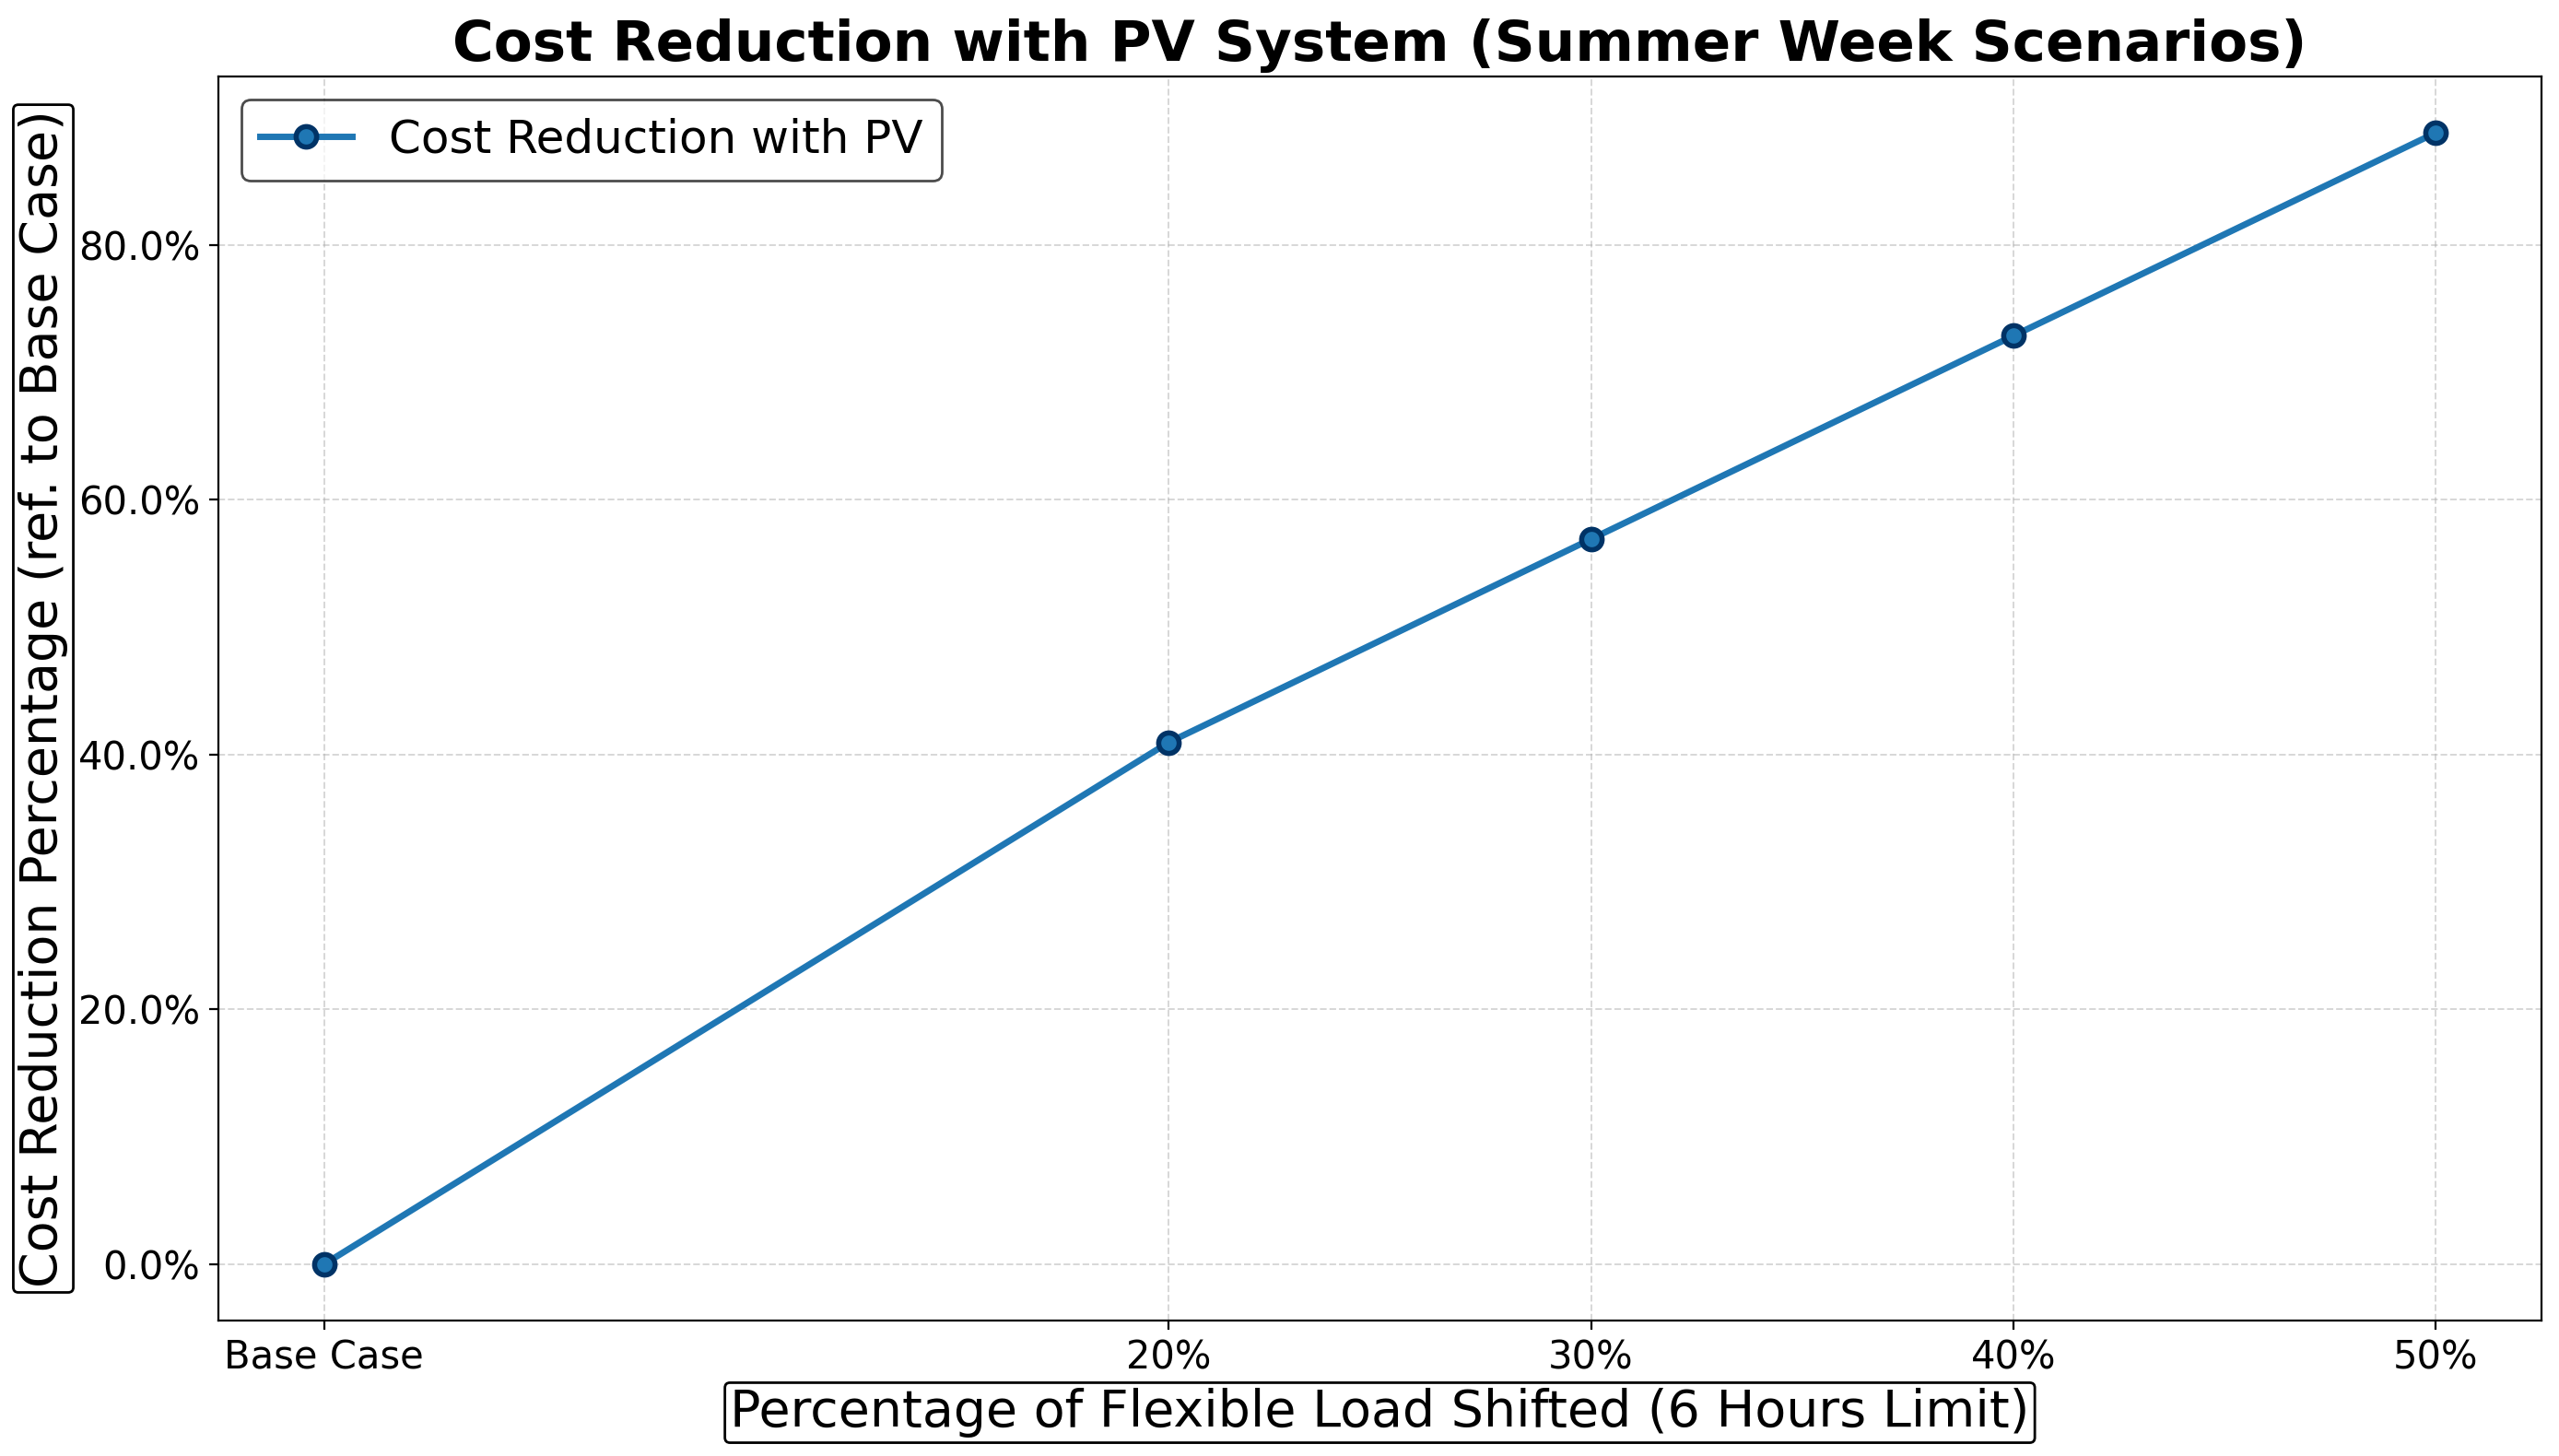 Cost Reduction with PV System (Summer Week Scenarios)
Cost Reduction with PV
Cost Reduction Percentage (ref. to Base Case)
80.0%
60.0%
40.0%
20.0%
0.0%
Base Case 20% 30% 40% 50%
Percentage of Flexible Load Shifted (6 Hours Limit)